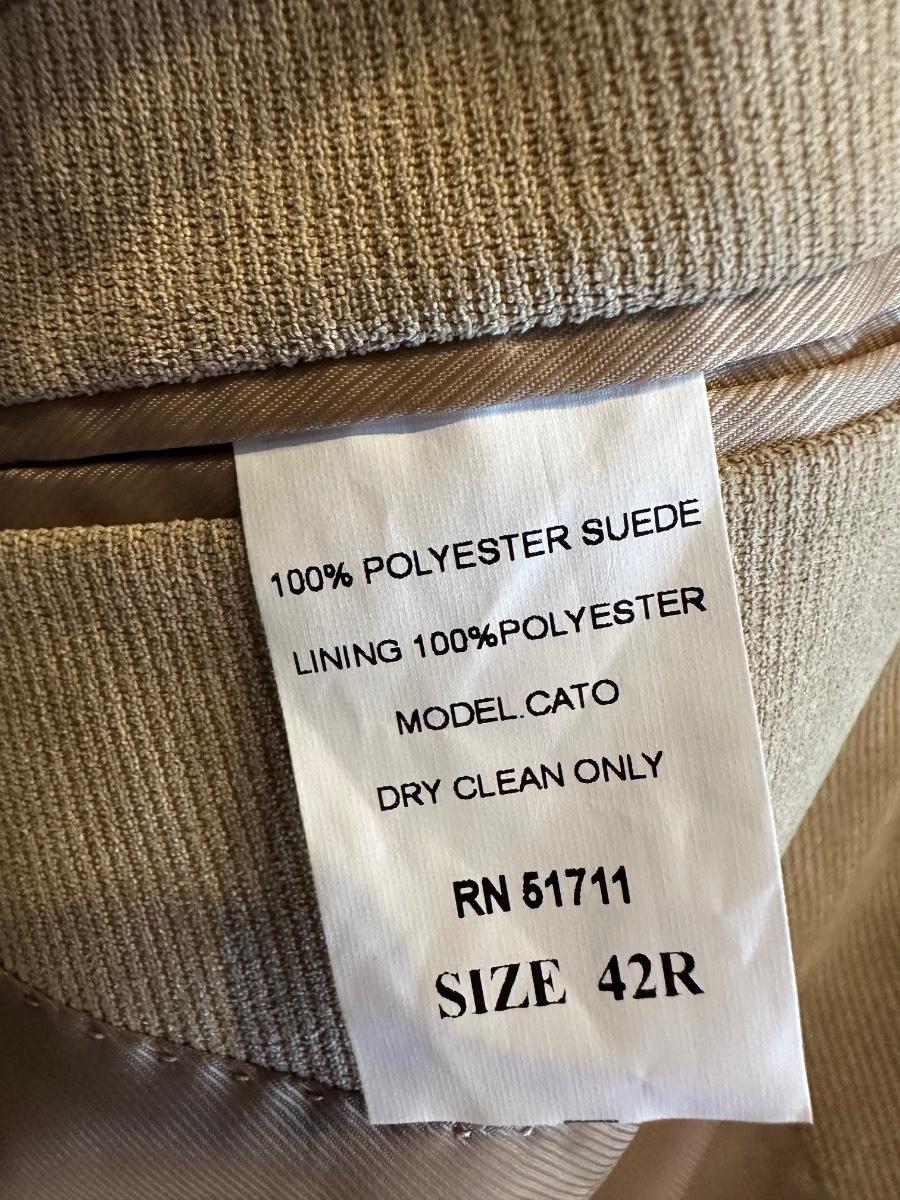 100% POLYESTER SUEDE
LINING 100%POLYESTER
MODEL.CATO
DRY CLEAN ONLY
RN 51711
SIZE 42R